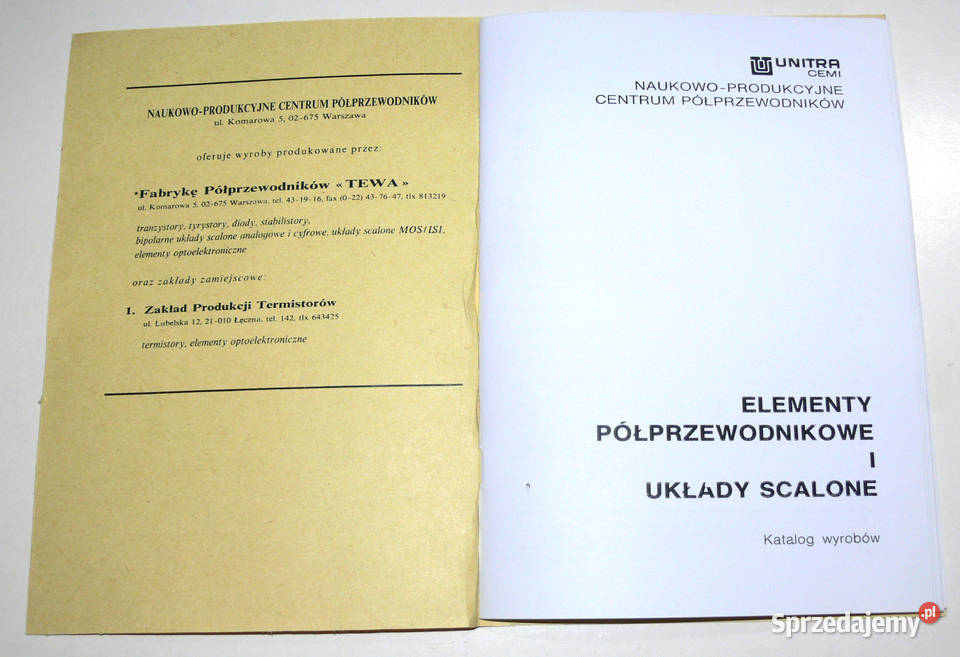 NAUKOWO-PRODUKCYJNE CENTRUM PÓŁPRZEWODNIKÓW
ul. Komarowa 5, 02-675 Warszawa
oferuje wyroby produkowane przez:
*Fabrykę Półprzewodników «TEWA»
ul. Komarowa 5, 02-675 Warszawa, tel. 43-19-16, fax (0-22) 43-76-47, tlx 813219
tranzystory, tyrystory, diody, stabilistory,
bipolarne układy scalone analogowe i cyfrowe, układy scalone MOS/LSI,
elementy optoelektroniczne
oraz zakłady zamiejscowe:
1. Zakład Produkcji Termistorów
ul. Lubelska 12, 21-010 Łęczna, tel. 142, tlx 643425
termistory, elementy optoelektroniczne
UNITRA
CEMI
NAUKOWO-PRODUKCYJNE
CENTRUM PÓŁPRZEWODNIKÓW
ELEMENTY
PÓŁPRZEWODNIKOWE
I
UKŁADY SCALONE
Katalog wyrobów
Sprzedajemy.pl